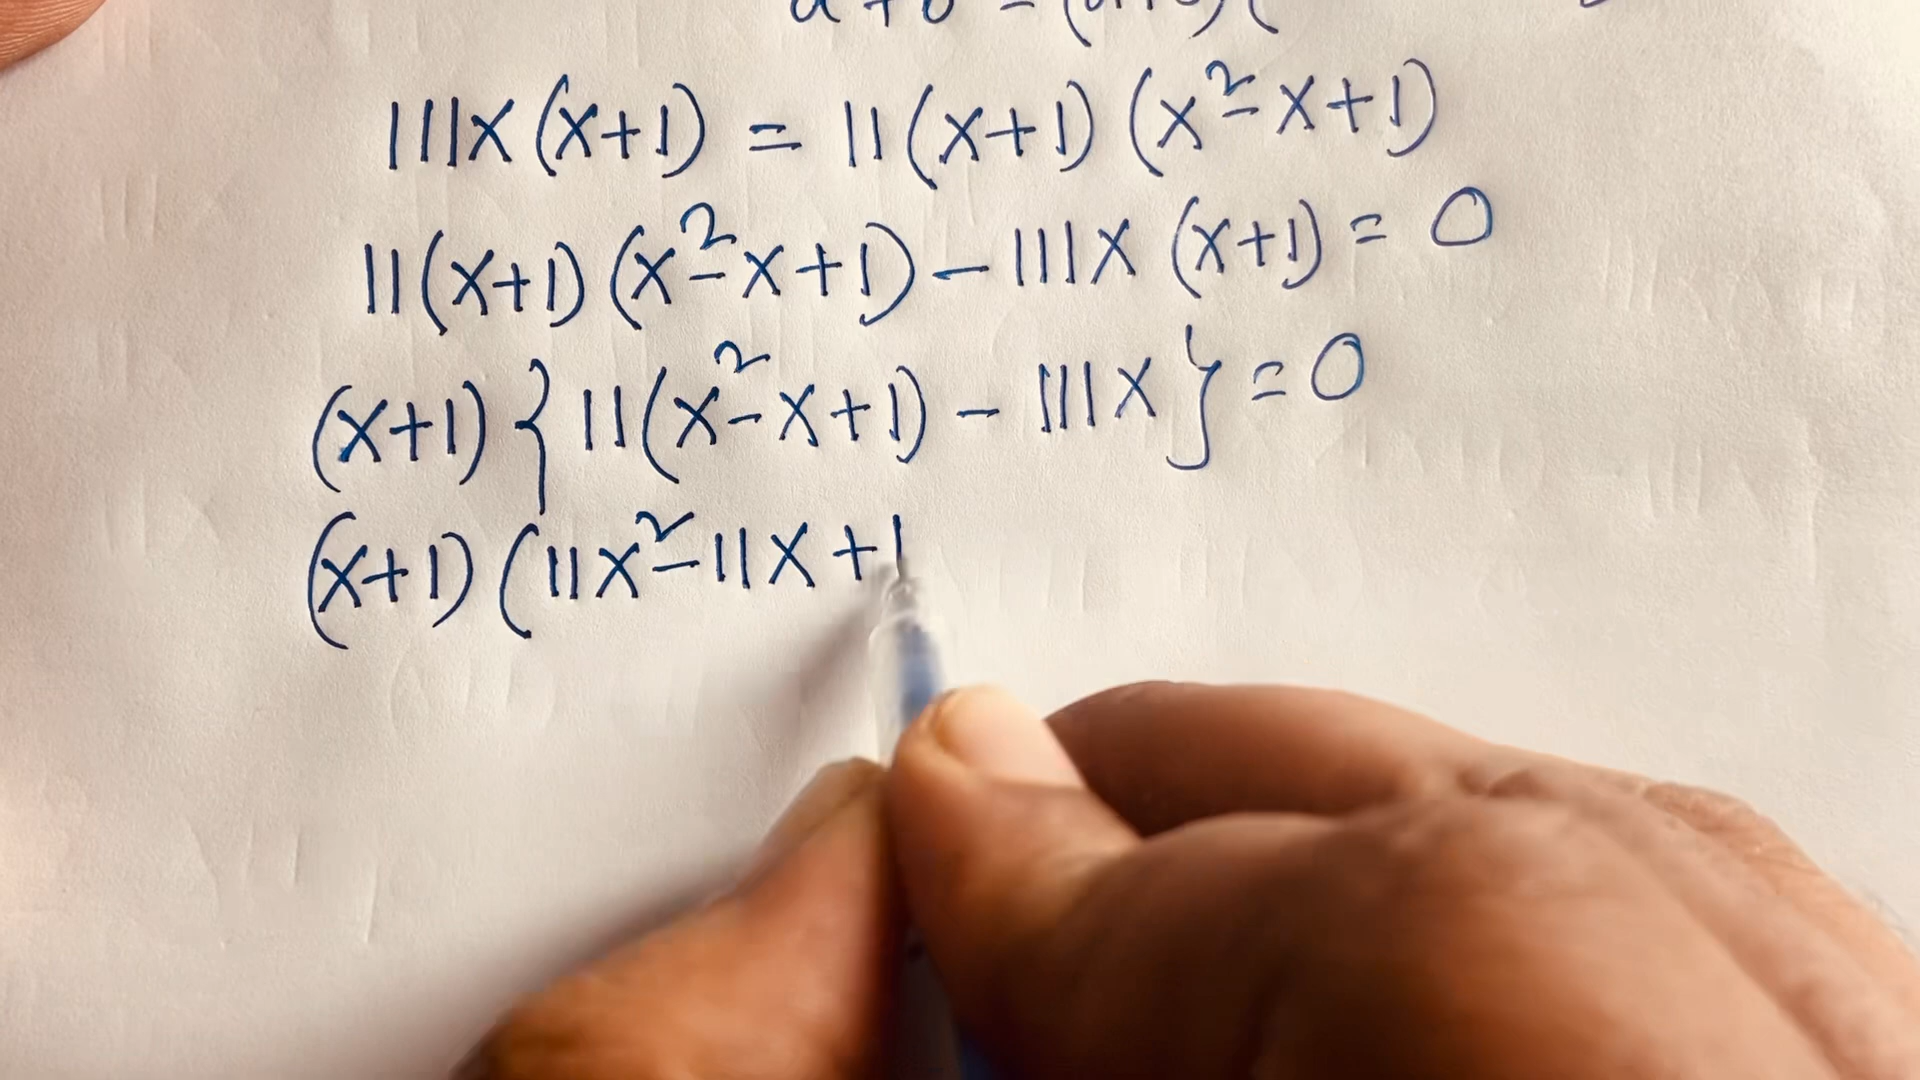 111x(x+1) = 11(x+1)(x²-x+1)
11(x+1)(x²-x+1) - 111x(x+1) = 0
(x+1){11(x²-x+1) - 111x} = 0
(x+1)(11x²-11x+1